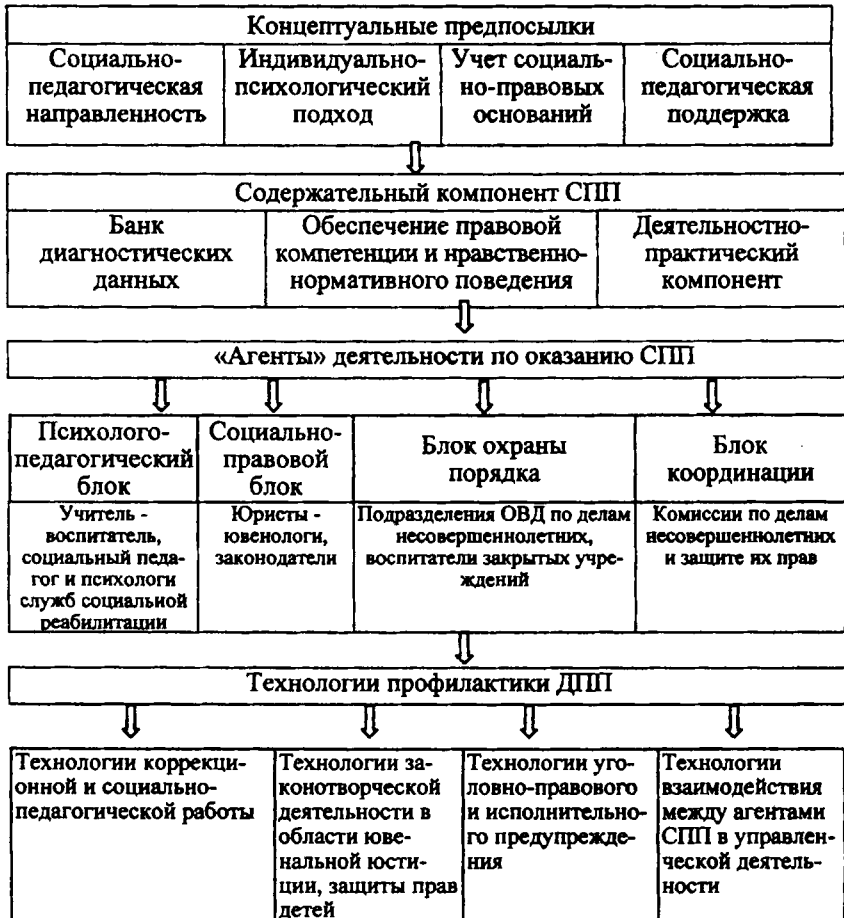 Концептуальные предпосылки
Социально-
педагогическая
направленность
Индивидуально-
психологический
подход
Учет социаль-
но-правовых
оснований
Социально-
педагогическая
поддержка
Содержательный компонент СПП
Банк
диагностических
данных
Обеспечение правовой
компетенции и нравственно-
нормативного поведения
Деятельностно-
практический
компонент
«Агенты» деятельности по оказанию СПП
Психолого-
педагогический
блок
Социально-
правовой
блок
Блок охраны
порядка
Блок
координации
Учитель -
воспитатель,
социальный педа-
гог и психологи
служб социальной
реабилитации
Юристы -
ювенологи,
законодатели
Подразделения ОВД по делам
несовершеннолетних,
воспитатели закрытых учре-
ждений
Комиссии по делам
несовершеннолетних
и защите их прав
Технологии профилактики ДПП
Технологии коррекци-
онной и социально-
педагогической работы
Технологии за-
конотворческой
деятельности в
области юве-
нальной юсти-
ции, защиты прав
детей
Технологии уго-
ловно-правового
и исполнительно-
го предупрежде-
ния
Технологии
взаимодействия
между агентами
СПП в управлен-
ческой деятель-
ности